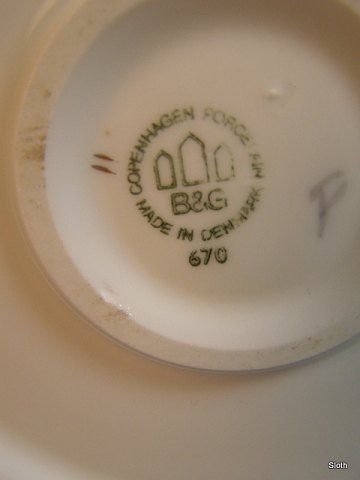 COPENHAGEN PORCELAIN
B&G
MADE IN DENMARK
670
P
Sloth